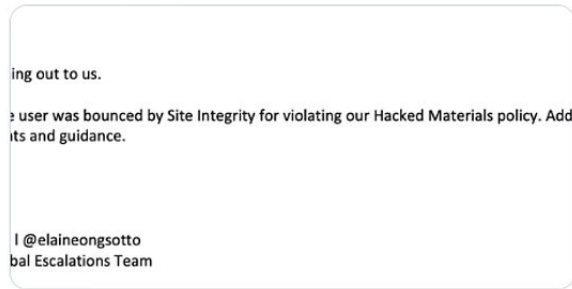 ing out to us.
user was bounced by Site Integrity for violating our Hacked Materials policy. Add
ts and guidance.
| @elaineongsotto
bal Escalations Team